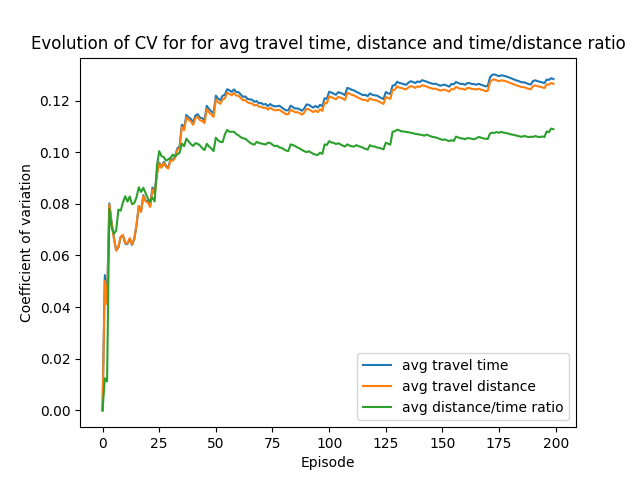 Evolution of CV for for avg travel time, distance and time/distance ratio
0.12
0.10
0.08
0.06
0.04
0.02
0.00
Coefficient of variation
avg travel time
avg travel distance
avg distance/time ratio
0 25 50 75 100 125 150 175 200
Episode